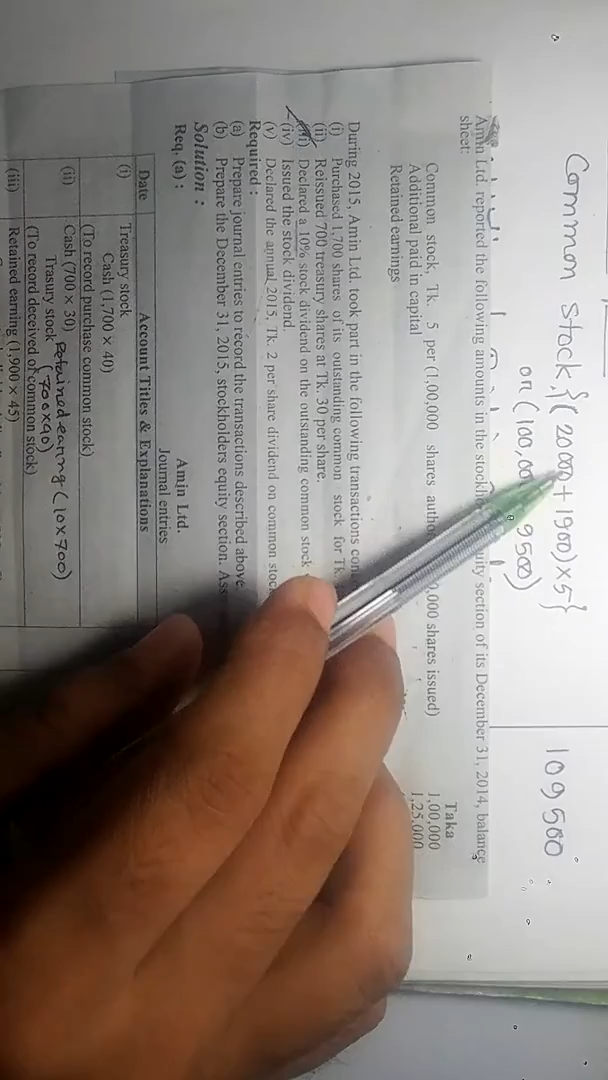 Common stock, {(20000 + 1900) × 5}
or (100,00 9500)
109500
Amin Ltd. reported the following amounts in the stockh uity section of its December 31, 2014, balance
sheet:
Taka
Common stock, Tk. 5 per (1,00,000 shares autho 0,000 shares issued) 1,00,000
Additional paid in capital 1,25,000
Retained earnings
During 2015, Amin Ltd. took part in the following transactions con
(i) Purchased 1,700 shares of its outstanding common stock for Tk.
(ii) Reissued 700 treasury shares at Tk. 30 per share.
(iii) Declared a 10% stock dividend on the outstanding common stock
(iv) Issued the stock dividend.
(v) Declared the annual 2015, Tk. 2 per share dividend on common stoc
Required :
(a) Prepare journal entries to record the transactions described above.
(b) Prepare the December 31, 2015, stockholders equity section. Ass
Solution :
Req. (a) :
Amin Ltd.
Journal entries
Date Account Titles & Explanations
(i) Treasury stock
Cash (1,700 × 40)
(To record purchase common stock)
(ii) Cash (700 × 30) Retained earing (10×700)
Trasury stock (700×40)
(To record deceived of common stock)
(iii) Retained earning (1,900 × 45)